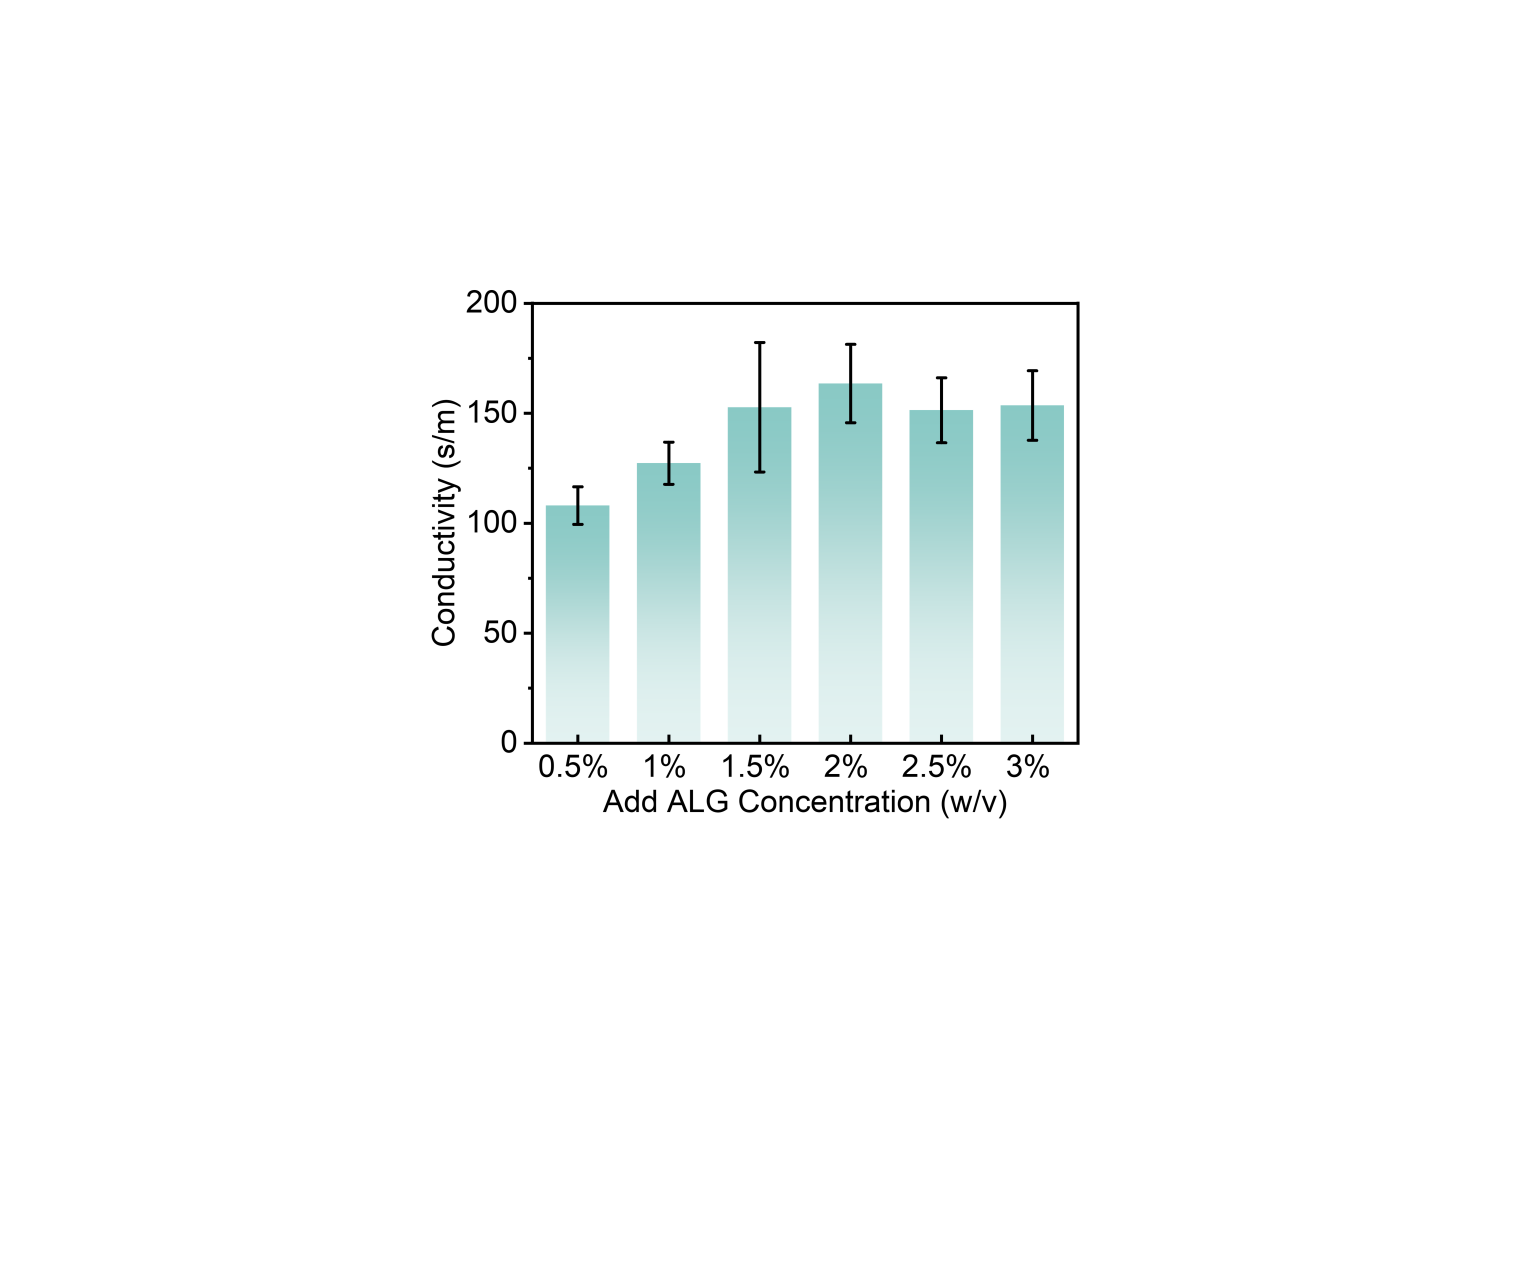 200
150
100
50
0
Conductivity (s/m)
0.5% 1% 1.5% 2% 2.5% 3%
Add ALG Concentration (w/v)